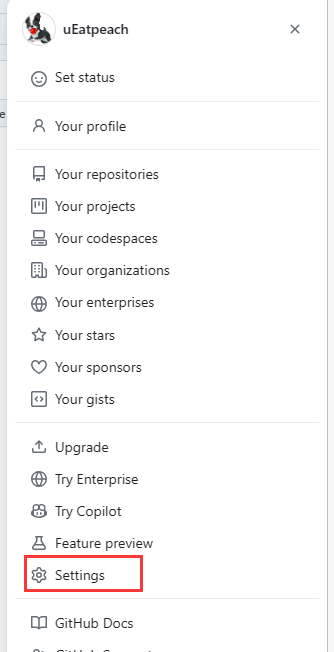 uEatpeach
Set status
Your profile
Your repositories
Your projects
Your codespaces
Your organizations
Your enterprises
Your stars
Your sponsors
Your gists
Upgrade
Try Enterprise
Try Copilot
Feature preview
Settings
GitHub Docs